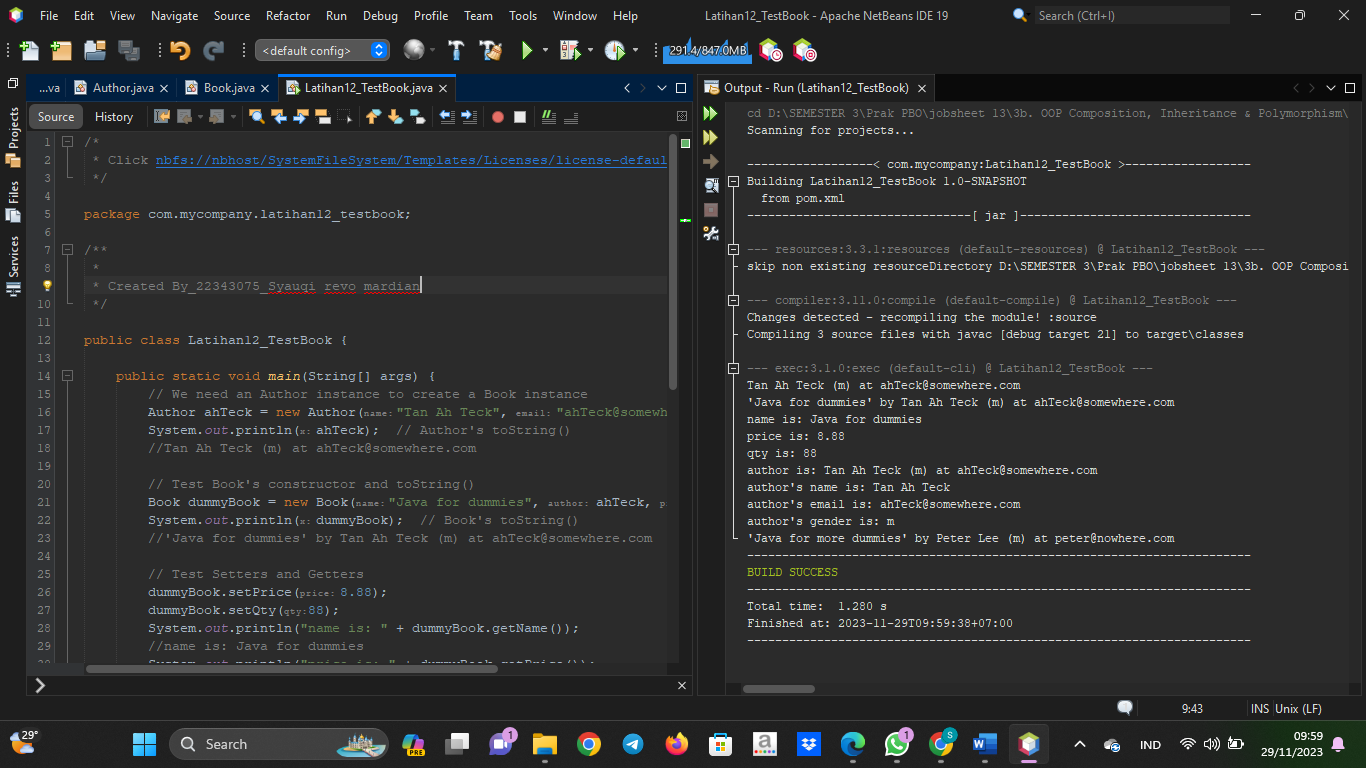 File Edit View Navigate Source Refactor Run Debug Profile Team Tools Window Help
Latihan12_TestBook - Apache NetBeans IDE 19
Search (Ctrl+I)
<default config>
291.4/847.0MB
...va Author.java Book.java Latihan12_TestBook.java
Source History
Projects
Files
Services
1 /*
2 * Click nbfs://nbhost/SystemFileSystem/Templates/Licenses/license-defaul
3 */
4
5 package com.mycompany.latihan12_testbook;
6
7 /**
8 *
* Created By_22343075_Syauqi revo mardian
10 */
11
12 public class Latihan12_TestBook {
13
14 public static void main(String[] args) {
15 // We need an Author instance to create a Book instance
16 Author ahTeck = new Author(name: "Tan Ah Teck", email: "ahTeck@somewh
17 System.out.println(x: ahTeck); // Author's toString()
18 //Tan Ah Teck (m) at ahTeck@somewhere.com
19
20 // Test Book's constructor and toString()
21 Book dummyBook = new Book(name: "Java for dummies", author: ahTeck, p
22 System.out.println(x: dummyBook); // Book's toString()
23 //'Java for dummies' by Tan Ah Teck (m) at ahTeck@somewhere.com
24
25 // Test Setters and Getters
26 dummyBook.setPrice(price: 8.88);
27 dummyBook.setQty(qty: 88);
28 System.out.println("name is: " + dummyBook.getName());
29 //name is: Java for dummies
System.out.println("price is: " + dummyBook.getPrice());
Output - Run (Latihan12_TestBook)
cd D:\SEMESTER 3\Prak PBO\jobsheet 13\3b. OOP Composition, Inheritance & Polymorphism\
Scanning for projects...
------------------< com.mycompany:Latihan12_TestBook >------------------
Building Latihan12_TestBook 1.0-SNAPSHOT
from pom.xml
--------------------------------[ jar ]---------------------------------
--- resources:3.3.1:resources (default-resources) @ Latihan12_TestBook ---
skip non existing resourceDirectory D:\SEMESTER 3\Prak PBO\jobsheet 13\3b. OOP Composi
--- compiler:3.11.0:compile (default-compile) @ Latihan12_TestBook ---
Changes detected - recompiling the module! :source
Compiling 3 source files with javac [debug target 21] to target\classes
--- exec:3.1.0:exec (default-cli) @ Latihan12_TestBook ---
Tan Ah Teck (m) at ahTeck@somewhere.com
'Java for dummies' by Tan Ah Teck (m) at ahTeck@somewhere.com
name is: Java for dummies
price is: 8.88
qty is: 88
author is: Tan Ah Teck (m) at ahTeck@somewhere.com
author's name is: Tan Ah Teck
author's email is: ahTeck@somewhere.com
author's gender is: m
'Java for more dummies' by Peter Lee (m) at peter@nowhere.com
------------------------------------------------------------------------
BUILD SUCCESS
------------------------------------------------------------------------
Total time: 1.280 s
Finished at: 2023-11-29T09:59:38+07:00
------------------------------------------------------------------------
9:43 INS Unix (LF)
29°
Search
PRE
1
a
S
1
W
IND
09:59
29/11/2023